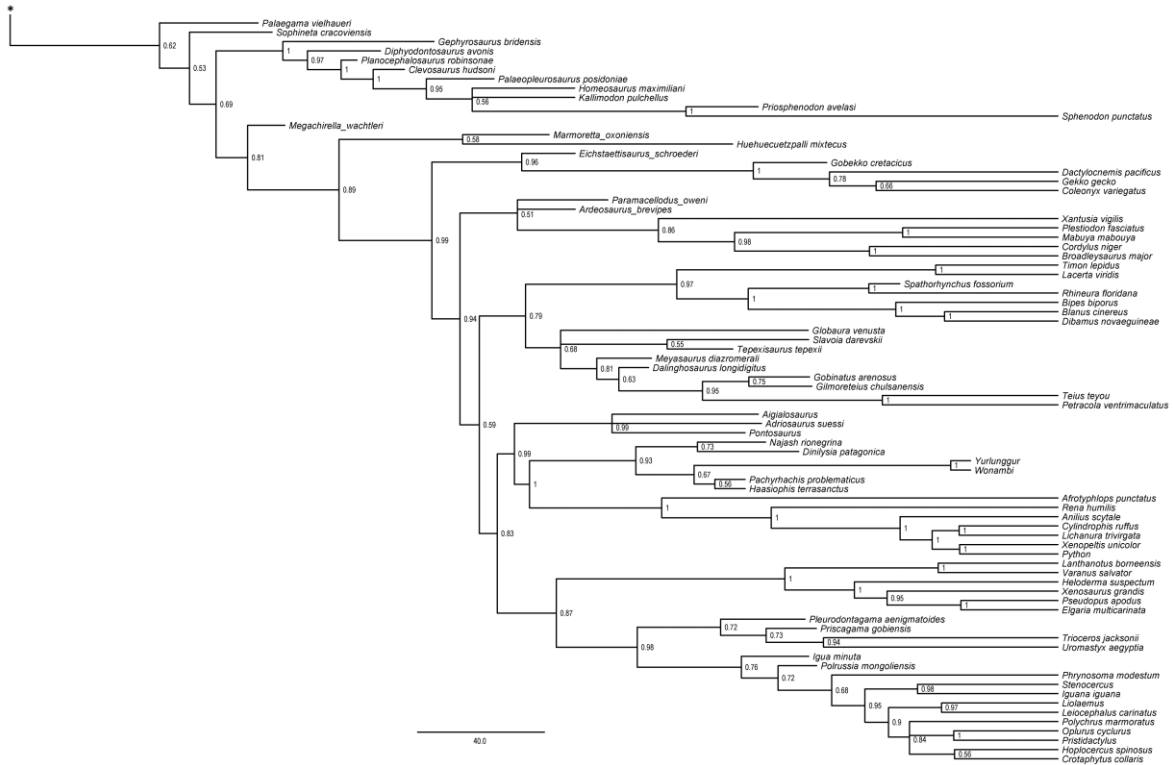 *
Palaegama vielhaueri
0.62
Sophineta cracoviensis
0.53
Gephyrosaurus bridensis
1
Diphyodontosaurus avonis
0.97
Planocephalosaurus robinsonae
1
Clevosaurus hudsoni
1
Palaeopleurosaurus posidoniae
0.95
Homeosaurus maximiliani
Kallimodon pulchellus
0.56
0.69
Priosphenodon avelasi
1
Sphenodon punctatus
Megachirella_wachtleri
0.81
Marmoretta_oxoniensis
0.58
Huehuecuetzpalli mixtecus
0.89
Eichstaettisaurus_schroederi
0.96
Gobekko cretacicus
1
Dactylocnemis pacificus
0.78
Gekko gecko
0.66
Coleonyx variegatus
0.99
Paramacellodus_oweni
Ardeosaurus_brevipes
0.51
Xantusia vigilis
0.86
Plestiodon fasciatus
1
Mabuya mabouya
0.98
Cordylus niger
1
Broadleysaurus major
0.94
Timon lepidus
1
Lacerta viridis
0.97
Spathorhynchus fossorium
1
Rhineura floridana
1
Bipes biporus
1
Blanus cinereus
1
Dibamus novaeguineae
0.79
Globaura venusta
0.68
Slavoia darevskii
0.55
Tepexisaurus tepexii
Meyasaurus diazromerali
0.81
Dalinghosaurus longidigitus
0.63
Gobinatus arenosus
0.75
Gilmoreteius chulsanensis
0.95
Teius teyou
1
Petracola ventrimaculatus
0.59
Aigialosaurus
Adriosaurus suessi
0.99
Pontosaurus
0.99
Najash rionegrina
0.73
Dinilysia patagonica
0.93
Yurlunggur
1
Wonambi
0.67
Pachyrhachis problematicus
0.56
Haasiophis terrasanctus
1
Afrotyphlops punctatus
1
Rena humilis
1
Anilius scytale
1
Cylindrophis ruffus
1
Lichanura trivirgata
1
Xenopeltis unicolor
1
Python
0.83
Lanthanotus borneensis
1
Varanus salvator
1
Heloderma suspectum
1
Xenosaurus grandis
0.95
Pseudopus apodus
1
Elgaria multicarinata
0.87
Pleurodontagama aenigmatoides
0.72
Priscagama gobiensis
0.73
Trioceros jacksonii
0.94
Uromastyx aegyptia
0.98
Igua minuta
0.76
Polrussia mongoliensis
0.72
Phrynosoma modestum
0.68
Stenocercus
0.98
Iguana iguana
0.95
Liolaemus
0.97
Leiocephalus carinatus
0.9
Polychrus marmoratus
0.84
Oplurus cyclurus
1
Pristidactylus
Hoplocercus spinosus
0.56
Crotaphytus collaris
40.0